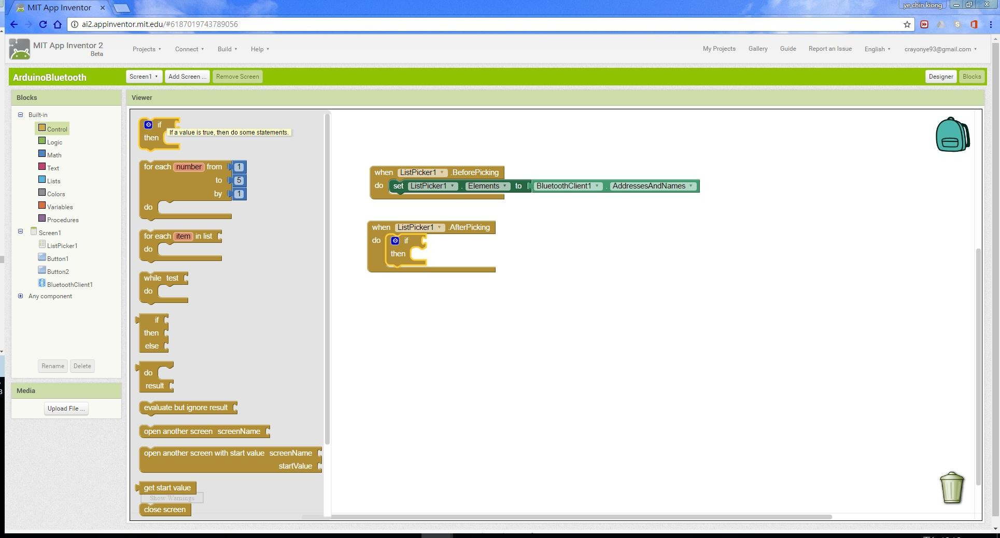 MIT App Inventor
ye chin kiong
ai2.appinventor.mit.edu/#6187019743789056
MIT App Inventor 2
Beta
Projects Connect Build Help My Projects Gallery Guide Report an Issue English crayonye93@gmail.com
ArduinoBluetooth Screen1 Add Screen ... Remove Screen Designer Blocks
Blocks
Built-in
Control
Logic
Math
Text
Lists
Colors
Variables
Procedures
Screen1
ListPicker1
Button1
Button2
BluetoothClient1
Any component
Rename Delete
Media
Upload File ...
Viewer
if
If a value is true, then do some statements.
then
for each number from 1
to 5
by 1
do
for each item in list
do
while test
do
if
then
else
do
result
evaluate but ignore result
open another screen screenName
open another screen with start value screenName
startValue
get start value
Show Warnings
close screen
when ListPicker1 .BeforePicking
do set ListPicker1 . Elements to BluetoothClient1 . AddressesAndNames
when ListPicker1 .AfterPicking
do if
then